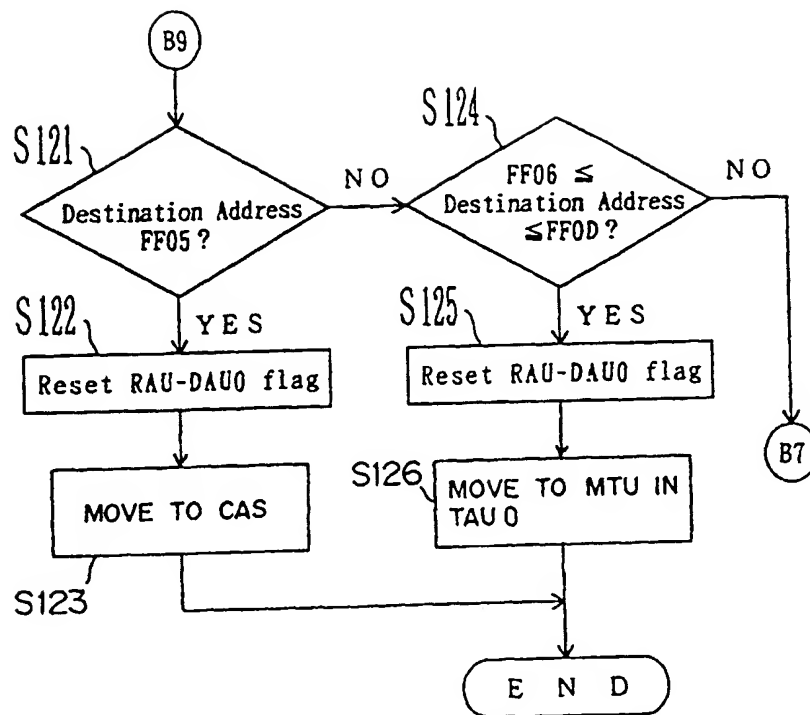 B9
S121
Destination Address
FF05?
NO
S124
FF06 ≦
Destination Address
≦FF0D?
NO
S122
YES
Reset RAU-DAU0 flag
S125
YES
Reset RAU-DAU0 flag
B7
MOVE TO CAS
S123
S126
MOVE TO MTU IN
TAU 0
E N D